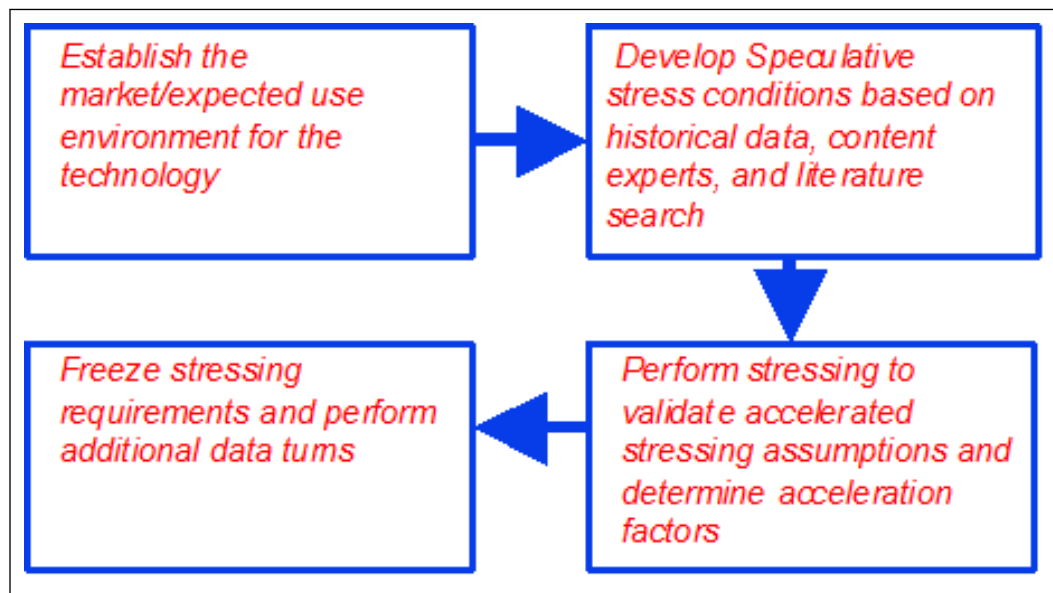 Establish the
market/expected use
environment for the
technology
Develop Speculative
stress conditions based on
historical data, content
experts, and literature
search
Perform stressing to
validate accelerated
stressing assumptions and
determine acceleration
factors
Freeze stressing
requirements and perform
additional data turns